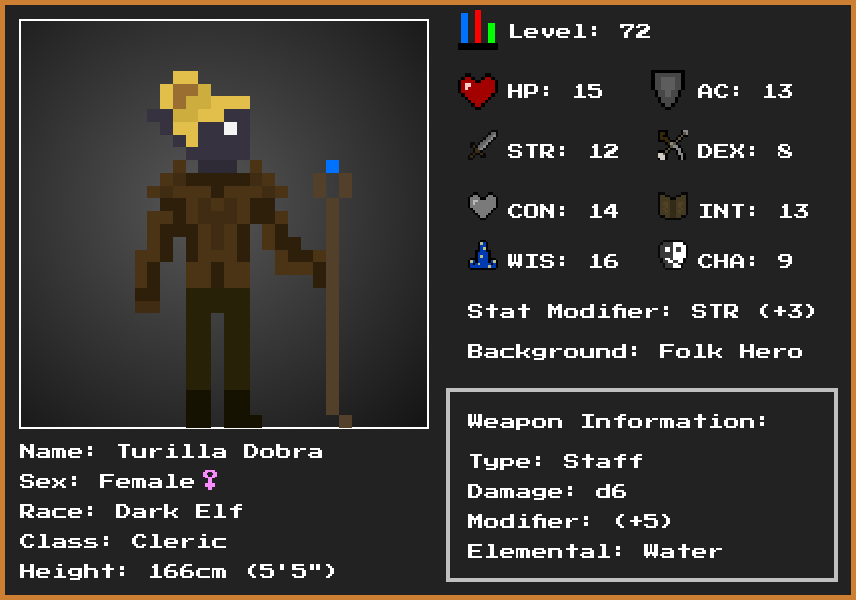 Level: 72
HP: 15 AC: 13
STR: 12 DEX: 8
CON: 14 INT: 13
WIS: 16 CHA: 9
Stat Modifier: STR (+3)
Background: Folk Hero
Weapon Information:
Type: Staff
Damage: d6
Modifier: (+5)
Elemental: Water
Name: Turilla Dobra
Sex: Female♀
Race: Dark Elf
Class: Cleric
Height: 166cm (5'5")